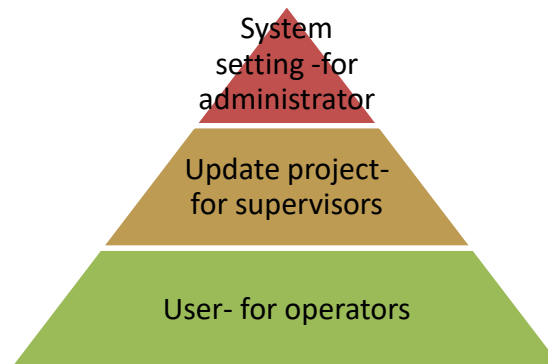 System
setting -for
administrator
Update project-
for supervisors
User- for operators